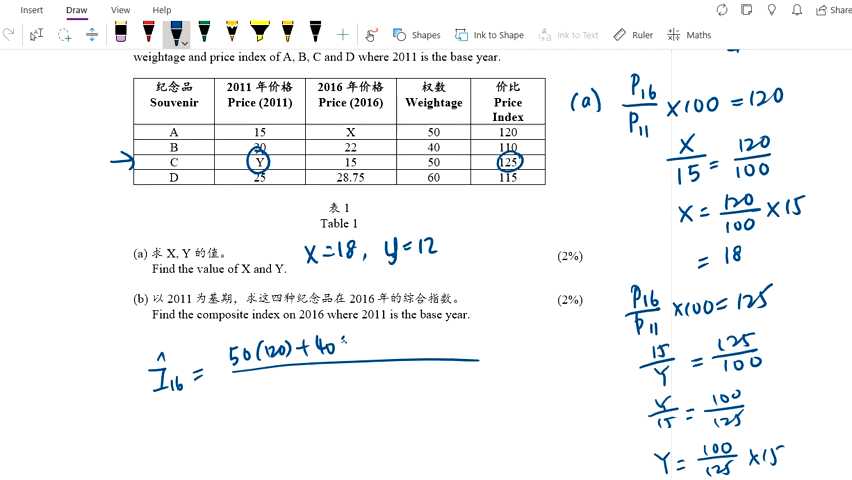 Insert Draw View Help Share
Shapes Ink to Shape Ink to Text Ruler Maths
weightage and price index of A, B, C and D where 2011 is the base year.
纪念品 2011 年价格 2016 年价格 权数 价比
Souvenir Price (2011) Price (2016) Weightage Price
Index
A 15 X 50 120
B 20 22 40 110
C Y 15 50 125
D 25 28.75 60 115
表 1
Table 1
(a) 求 X, Y 的值。 (2%)
Find the value of X and Y.
X=18, Y=12
(b) 以 2011 为基期，求这四种纪念品在 2016 年的综合指数。 (2%)
Find the composite index on 2016 where 2011 is the base year.
Î16 = 50(120)+40
(a) P16/P11 ×100 = 120
X/15 = 120/100
X = 120/100 × 15
= 18
P16/P11 ×100 = 125
15/Y = 125/100
Y/15 = 100/125
Y = 100/125 × 15